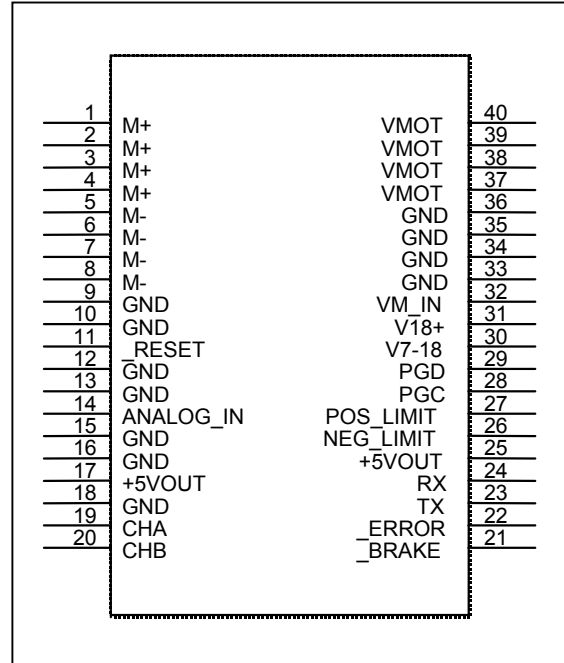 1 M+ VMOT 40
2 M+ VMOT 39
3 M+ VMOT 38
4 M+ VMOT 37
5 M- GND 36
6 M- GND 35
7 M- GND 34
8 M- GND 33
9 GND VM_IN 32
10 GND V18+ 31
11 _RESET V7-18 30
12 GND PGD 29
13 GND PGC 28
14 ANALOG_IN POS_LIMIT 27
15 GND NEG_LIMIT 26
16 GND +5VOUT 25
17 +5VOUT RX 24
18 GND TX 23
19 CHA _ERROR 22
20 CHB _BRAKE 21